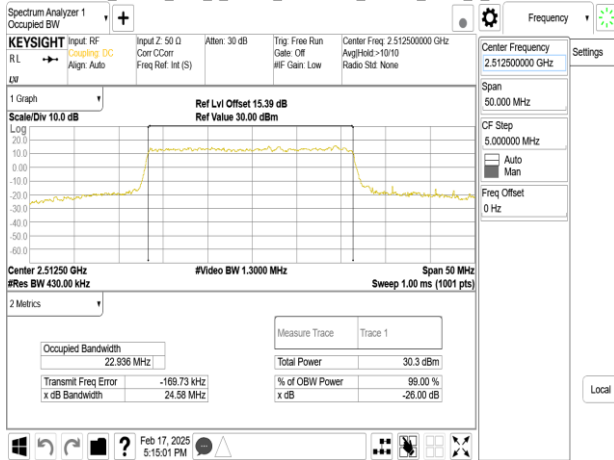 Spectrum Analyzer 1
Occupied BW
+
Frequency
KEYSIGHT
RL
LXI
Input: RF
Coupling: DC
Align: Auto
Input Z: 50 Ω
Corr CCorr
Freq Ref: Int (S)
Atten: 30 dB
Trig: Free Run
Gate: Off
#IF Gain: Low
Center Freq: 2.512500000 GHz
Avg|Hold:>10/10
Radio Std: None
Center Frequency
2.512500000 GHz
Settings
Span
50.000 MHz
CF Step
5.000000 MHz
Auto
Man
Freq Offset
0 Hz
Local
1 Graph
Scale/Div 10.0 dB
Ref Lvl Offset 15.39 dB
Ref Value 30.00 dBm
Log
20.0
10.0
0.00
-10.0
-20.0
-30.0
-40.0
-50.0
-60.0
Center 2.51250 GHz
#Res BW 430.00 kHz
#Video BW 1.3000 MHz
Span 50 MHz
Sweep 1.00 ms (1001 pts)
2 Metrics
Measure Trace Trace 1
Occupied Bandwidth
22.936 MHz
Total Power 30.3 dBm
Transmit Freq Error -169.73 kHz
% of OBW Power 99.00 %
x dB Bandwidth 24.58 MHz
x dB -26.00 dB
?
Feb 17, 2025
5:15:01 PM